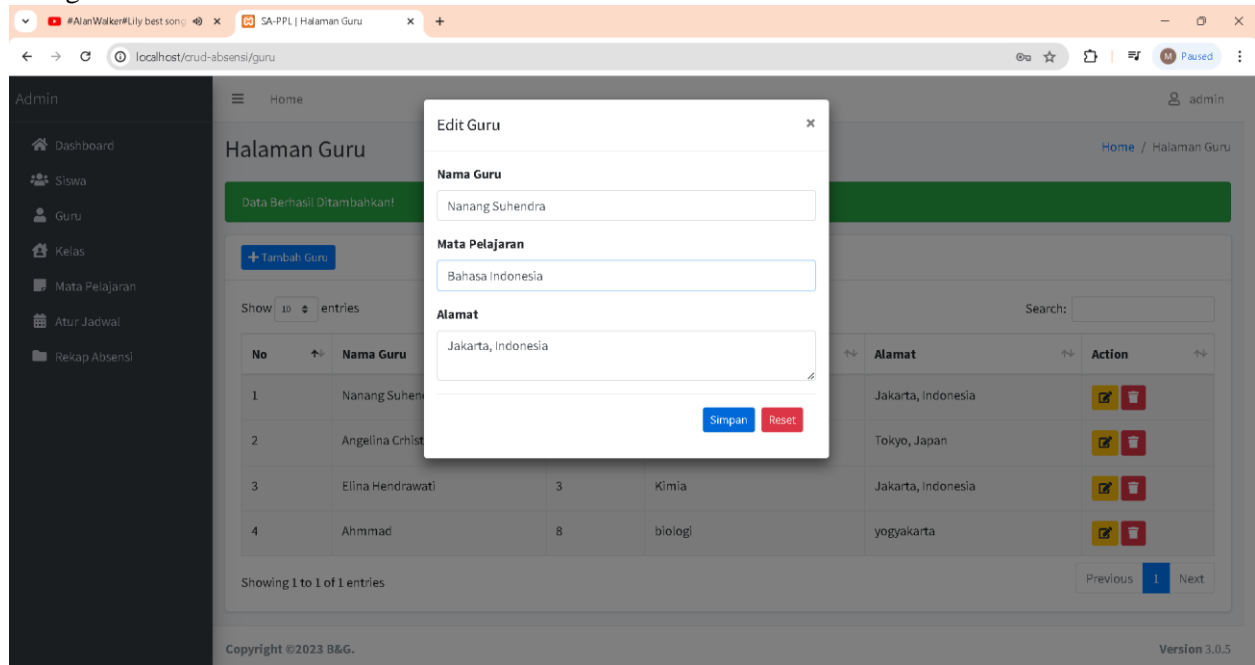 #AlanWalker#Lily best song
SA-PPL | Halaman Guru
localhost/crud-absensi/guru
M Paused
Admin
Home
admin
Edit Guru
Dashboard
Halaman Guru
Home / Halaman Guru
Siswa
Nama Guru
Data Berhasil Ditambahkan!
Nanang Suhendra
Guru
Mata Pelajaran
Kelas
Tambah Guru
Bahasa Indonesia
Mata Pelajaran
Show 10 entries
Alamat
Search:
Atur Jadwal
Jakarta, Indonesia
Rekap Absensi
No Nama Guru Alamat Action
1 Nanang Suhen Jakarta, Indonesia
Simpan Reset
2 Angelina Crhist Tokyo, Japan
3 Elina Hendrawati 3 Kimia Jakarta, Indonesia
4 Ahmmad 8 biologi yogyakarta
Showing 1 to 1 of 1 entries
Previous 1 Next
Copyright ©2023 B&G.
Version 3.0.5